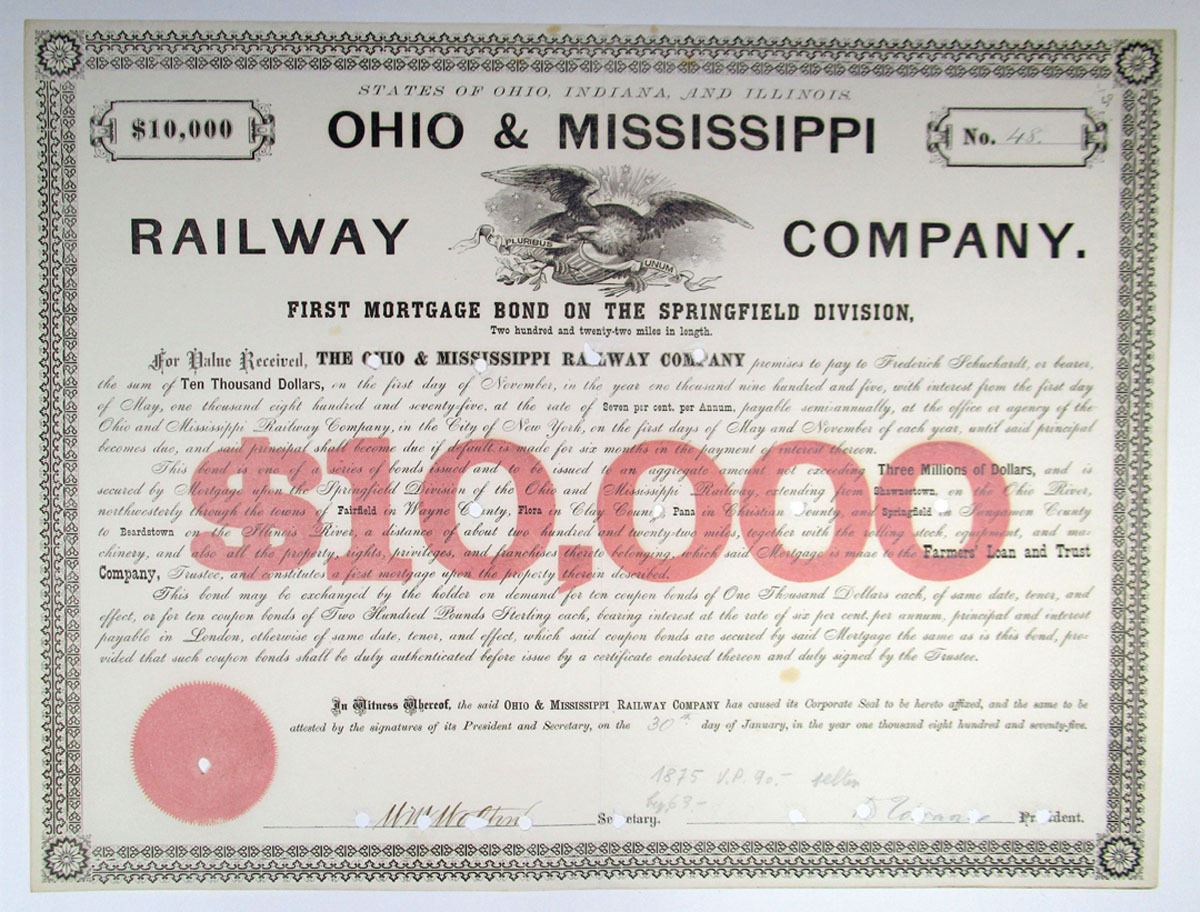 STATES OF OHIO, INDIANA, AND ILLINOIS.
$10,000
OHIO & MISSISSIPPI
No. 48.
RAILWAY
PLURIBUS
UNUM
COMPANY.
FIRST MORTGAGE BOND ON THE SPRINGFIELD DIVISION,
Two hundred and twenty-two miles in length.
For Value Received, THE OHIO & MISSISSIPPI RAILWAY COMPANY promises to pay to Frederick Schuchardt, or bearer,
the sum of Ten Thousand Dollars, on the first day of November, in the year one thousand nine hundred and five, with interest from the first day
of May, one thousand eight hundred and seventy-five, at the rate of Seven per cent. per Annum, payable semi-annually, at the office or agency of the
Ohio and Mississippi Railway Company, in the City of New York, on the first days of May and November of each year, until said principal
becomes due, and said principal shall become due if default is made for six months in the payment of interest thereon.
$10,000
This bond is one of a series of bonds issued and to be issued to an aggregate amount not exceeding Three Millions of Dollars, and is
secured by Mortgage upon the Springfield Division of the Ohio and Mississippi Railway, extending from Shawneetown, on the Ohio River,
northwesterly through the towns of Fairfield in Wayne County, Flora in Clay County, Pana in Christian County, and Springfield in Sangamon County
to Beardstown on the Illinois River, a distance of about two hundred and twenty-two miles, together with the rolling stock, equipment, and ma-
chinery, and also all the property, rights, privileges, and franchises thereto belonging, which said Mortgage is made to the Farmers' Loan and Trust
Company, Trustee, and constitutes a first mortgage upon the property therein described.
This bond may be exchanged by the holder on demand for ten coupon bonds of One Thousand Dollars each, of same date, tenor, and
effect, or for ten coupon bonds of Two Hundred Pounds Sterling each, bearing interest at the rate of six per cent. per annum, principal and interest
payable in London, otherwise of same date, tenor, and effect, which said coupon bonds are secured by said Mortgage the same as is this bond, pro-
vided that such coupon bonds shall be duly authenticated before issue by a certificate endorsed thereon and duly signed by the Trustee.
In Witness Whereof, the said OHIO & MISSISSIPPI RAILWAY COMPANY has caused its Corporate Seal to be hereto affixed, and the same to be
attested by the signatures of its President and Secretary, on the 30th day of January, in the year one thousand eight hundred and seventy-five.
1875 V.P. 90.- selten
Secretary.
President.